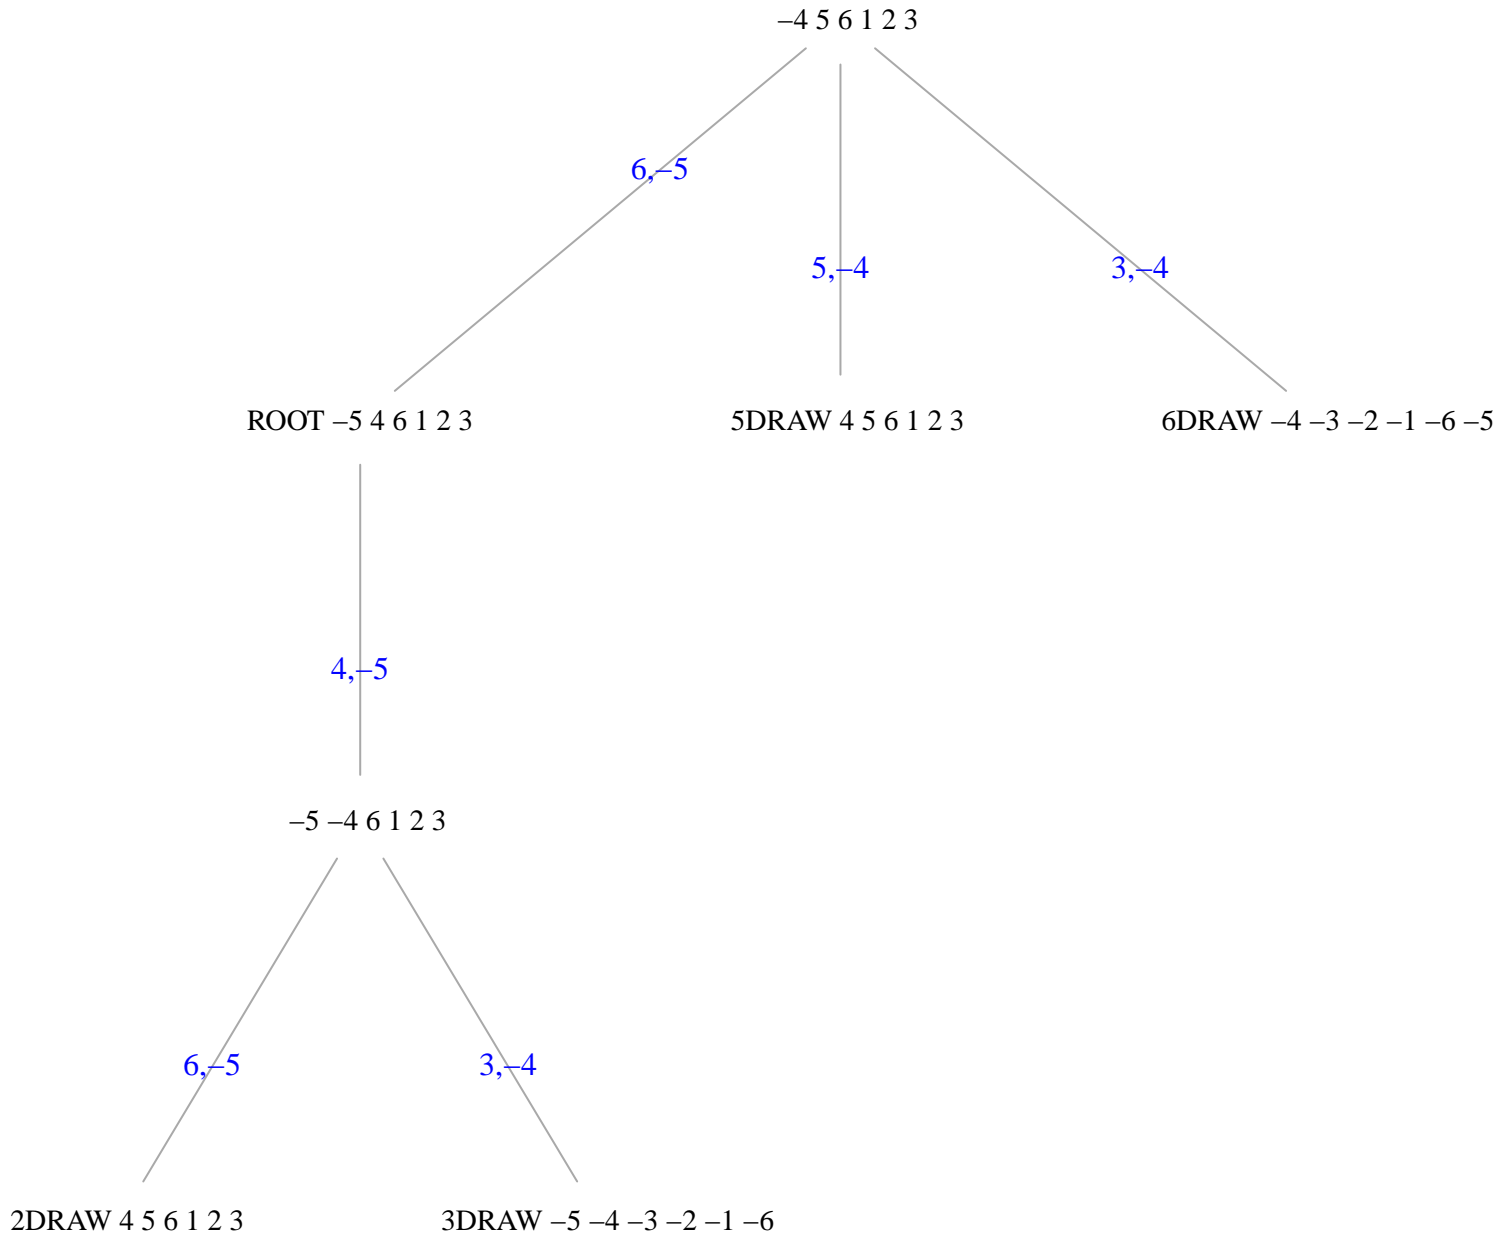 –4 5 6 1 2 3
6,–5
5,–4
3,–4
ROOT –5 4 6 1 2 3
5DRAW 4 5 6 1 2 3
6DRAW –4 –3 –2 –1 –6 –5
4,–5
–5 –4 6 1 2 3
6,–5
3,–4
2DRAW 4 5 6 1 2 3
3DRAW –5 –4 –3 –2 –1 –6